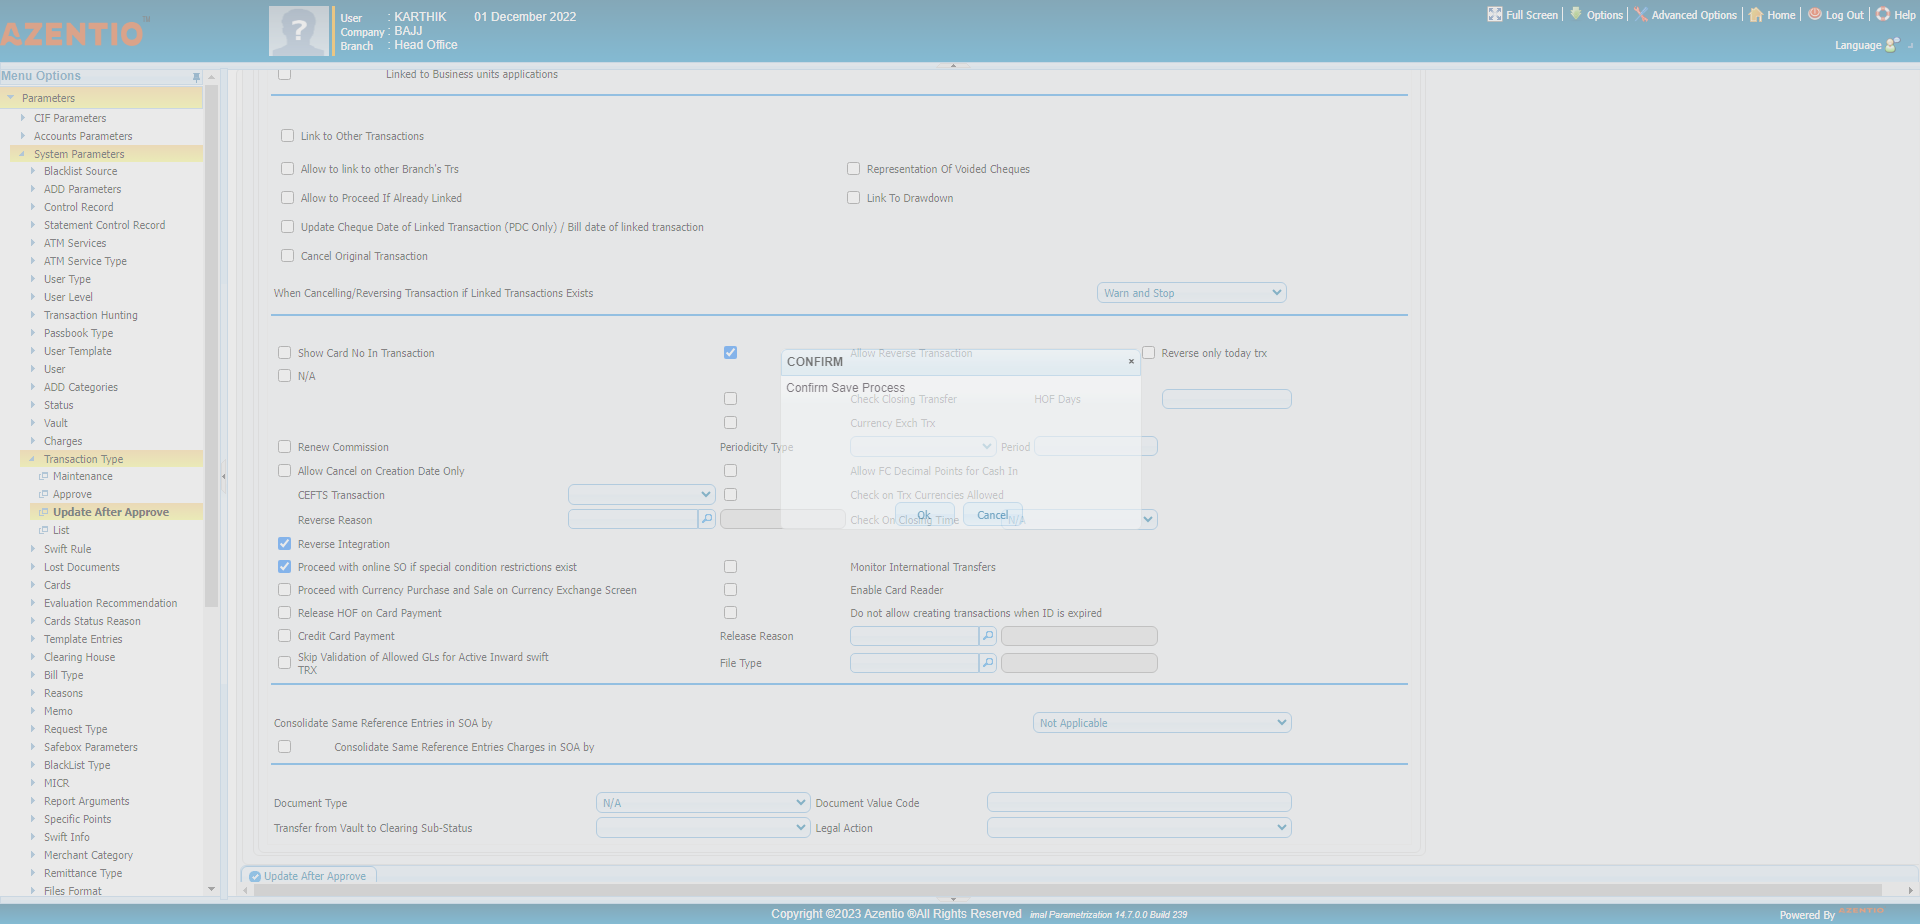 AZENTIO™
User : KARTHIK 01 December 2022
Company : BAJJ
Branch : Head Office
Full Screen Options Advanced Options Home Log Out Help
Language
Menu Options
Parameters
CIF Parameters
Accounts Parameters
System Parameters
Blacklist Source
ADD Parameters
Control Record
Statement Control Record
ATM Services
ATM Service Type
User Type
User Level
Transaction Hunting
Passbook Type
User Template
User
ADD Categories
Status
Vault
Charges
Transaction Type
Maintenance
Approve
Update After Approve
List
Swift Rule
Lost Documents
Cards
Evaluation Recommendation
Cards Status Reason
Template Entries
Clearing House
Bill Type
Reasons
Memo
Request Type
Safebox Parameters
BlackList Type
MICR
Report Arguments
Specific Points
Swift Info
Merchant Category
Remittance Type
Files Format
Linked to Business units applications
Link to Other Transactions
Allow to link to other Branch's Trs Representation Of Voided Cheques
Allow to Proceed If Already Linked Link To Drawdown
Update Cheque Date of Linked Transaction (PDC Only) / Bill date of linked transaction
Cancel Original Transaction
When Cancelling/Reversing Transaction if Linked Transactions Exists Warn and Stop
Show Card No In Transaction Allow Reverse Transaction Reverse only today trx
CONFIRM ×
N/A
Confirm Save Process
Check Closing Transfer HOF Days
Currency Exch Trx
Renew Commission Periodicity Type Period
Allow Cancel on Creation Date Only Allow FC Decimal Points for Cash In
CEFTS Transaction Check on Trx Currencies Allowed
Ok Cancel
Reverse Reason Check On Closing Time N/A
Reverse Integration
Proceed with online SO if special condition restrictions exist Monitor International Transfers
Proceed with Currency Purchase and Sale on Currency Exchange Screen Enable Card Reader
Release HOF on Card Payment Do not allow creating transactions when ID is expired
Credit Card Payment Release Reason
Skip Validation of Allowed GLs for Active Inward swift
TRX File Type
Consolidate Same Reference Entries in SOA by Not Applicable
Consolidate Same Reference Entries Charges in SOA by
Document Type N/A Document Value Code
Transfer from Vault to Clearing Sub-Status Legal Action
Update After Approve
Copyright ©2023 Azentio ®All Rights Reserved imal Parametrization 14.7.0.0 Build 239
Powered By AZENTIO